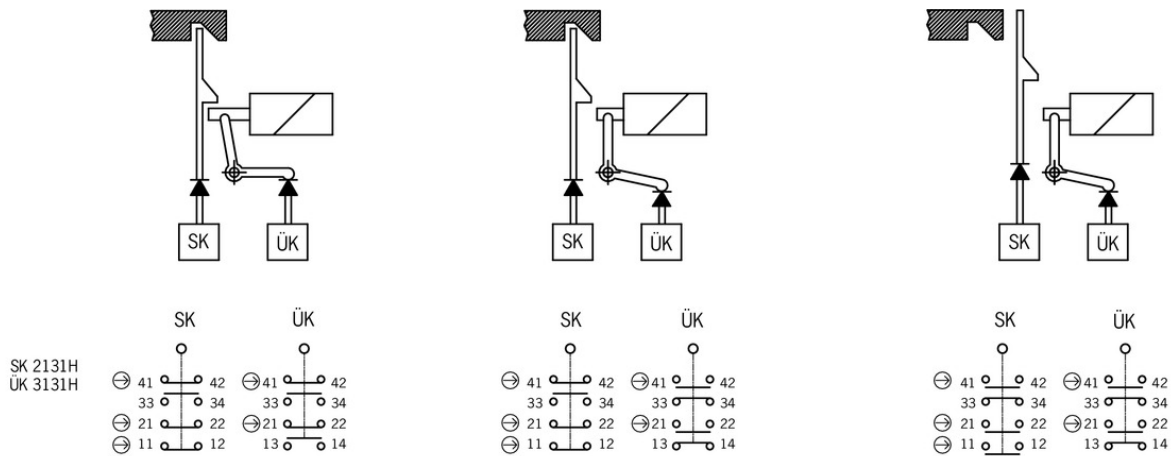 SK ÜK SK ÜK SK ÜK
SK ÜK SK ÜK SK ÜK
SK 2131H
ÜK 3131H
41 42 41 42 41 42 41 42 41 42 41 42
33 34 33 34 33 34 33 34 33 34 33 34
21 22 21 22 21 22 21 22 21 22 21 22
11 12 13 14 11 12 13 14 11 12 13 14